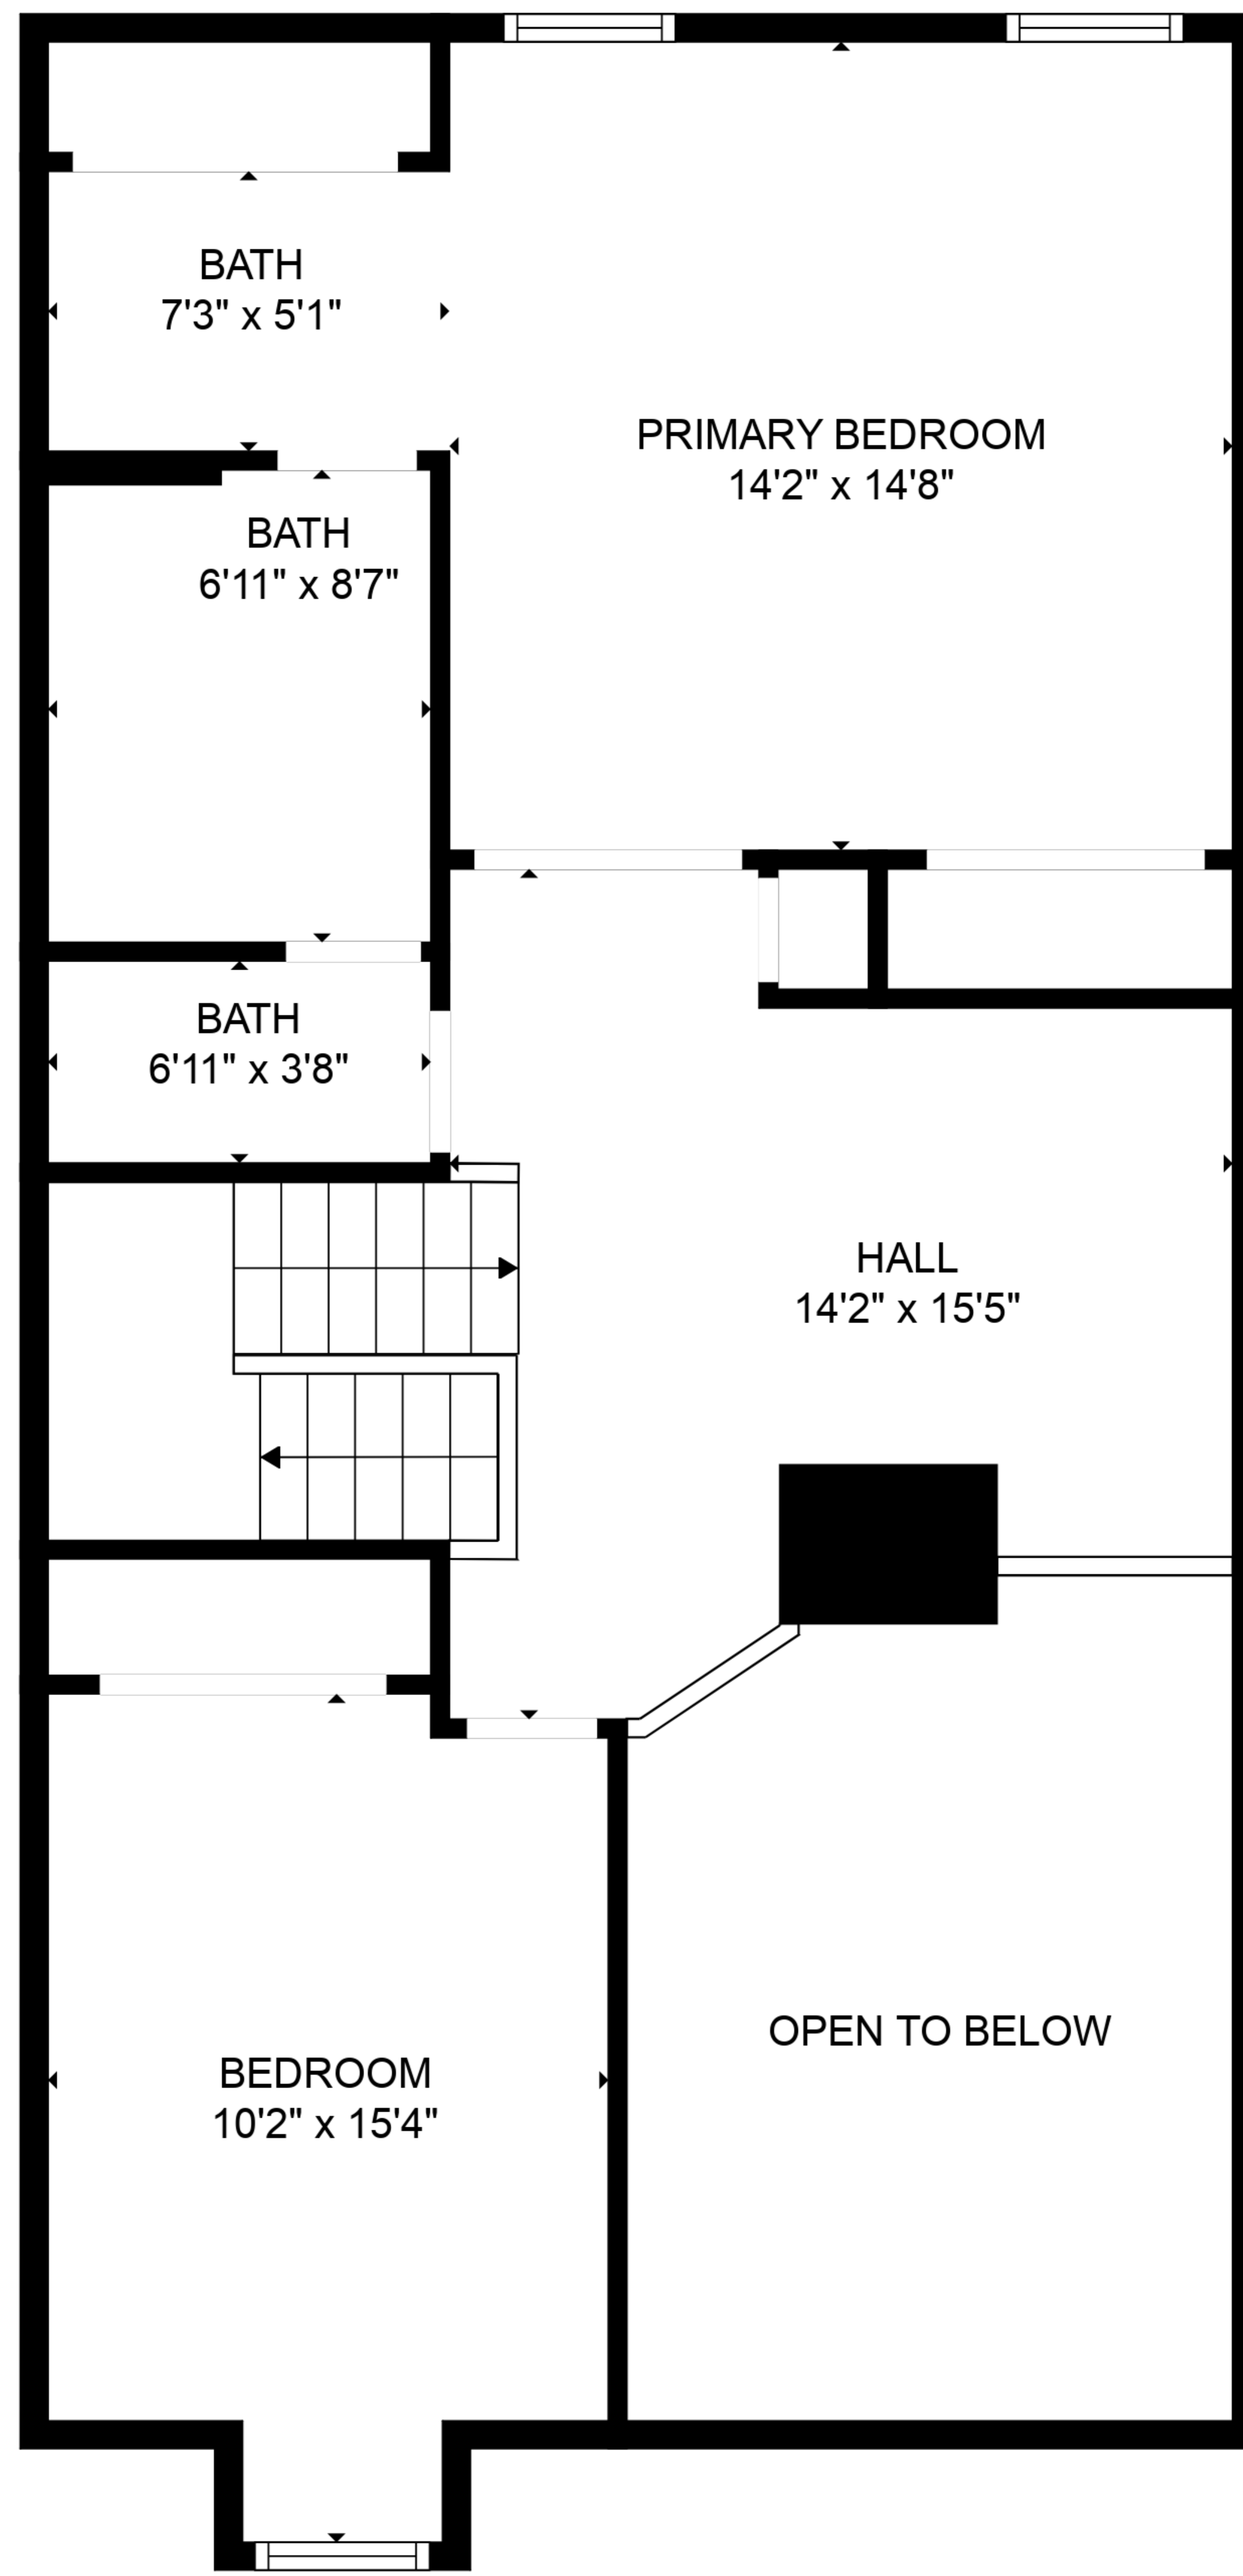 BATH
7'3" x 5'1"
PRIMARY BEDROOM
14'2" x 14'8"
BATH
6'11" x 8'7"
BATH
6'11" x 3'8"
HALL
14'2" x 15'5"
OPEN TO BELOW
BEDROOM
10'2" x 15'4"